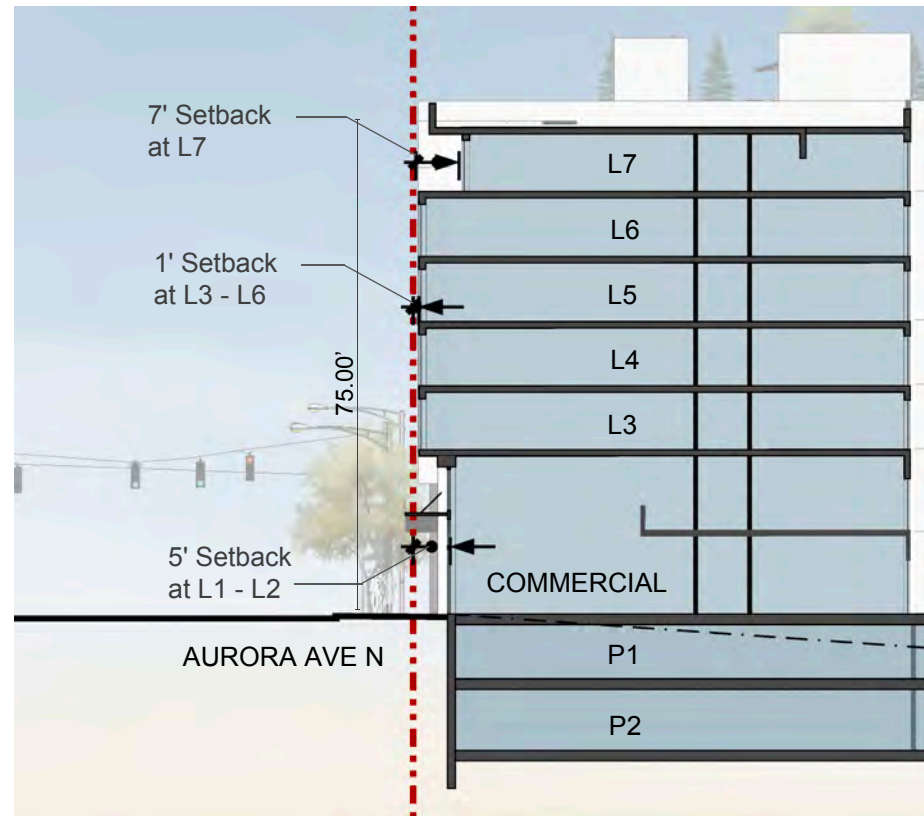 7' Setback
at L7
L7
L6
1' Setback
at L3 - L6
L5
L4
75.00'
L3
5' Setback
at L1 - L2
COMMERCIAL
AURORA AVE N
P1
P2